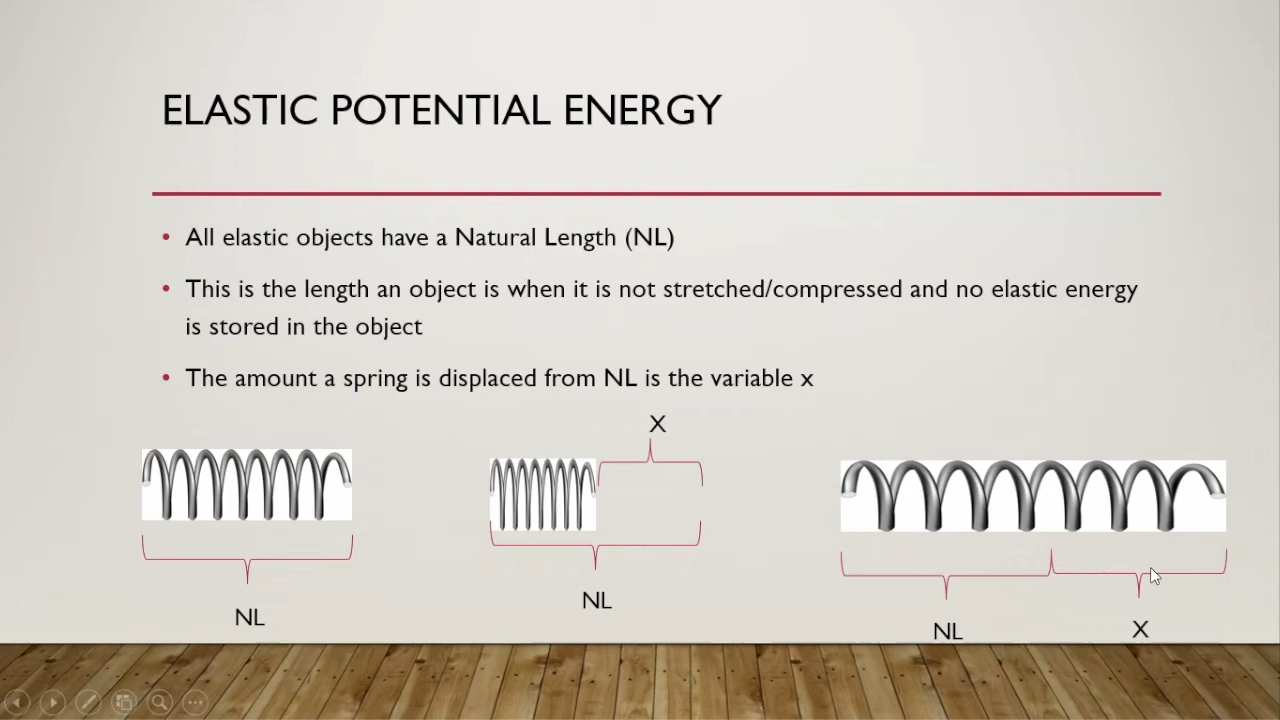 ELASTIC POTENTIAL ENERGY
• All elastic objects have a Natural Length (NL)
• This is the length an object is when it is not stretched/compressed and no elastic energy
is stored in the object
• The amount a spring is displaced from NL is the variable x
X
NL
NL
NL
X